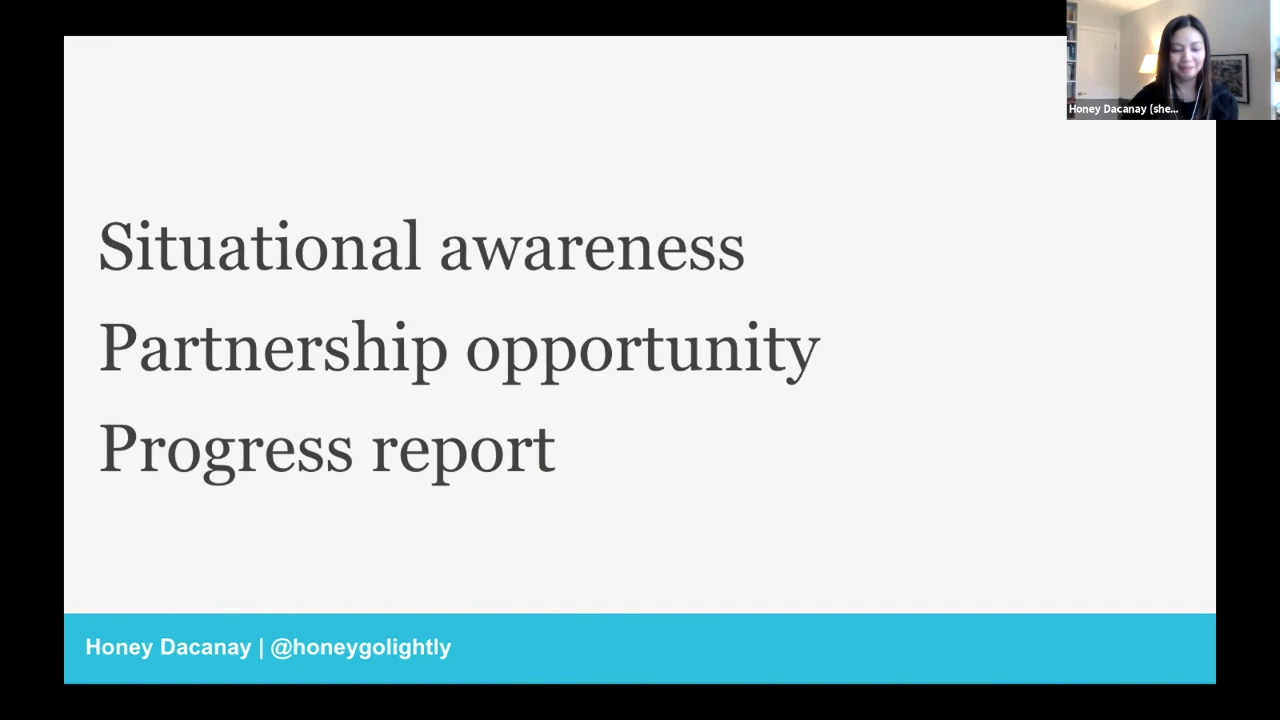 Honey Dacanay (she...
Situational awareness
Partnership opportunity
Progress report
Honey Dacanay | @honeygolightly